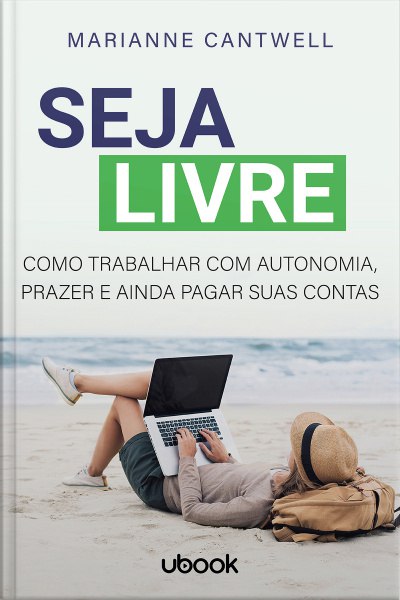 MARIANNE CANTWELL
SEJA
LIVRE
COMO TRABALHAR COM AUTONOMIA,
PRAZER E AINDA PAGAR SUAS CONTAS
ubook